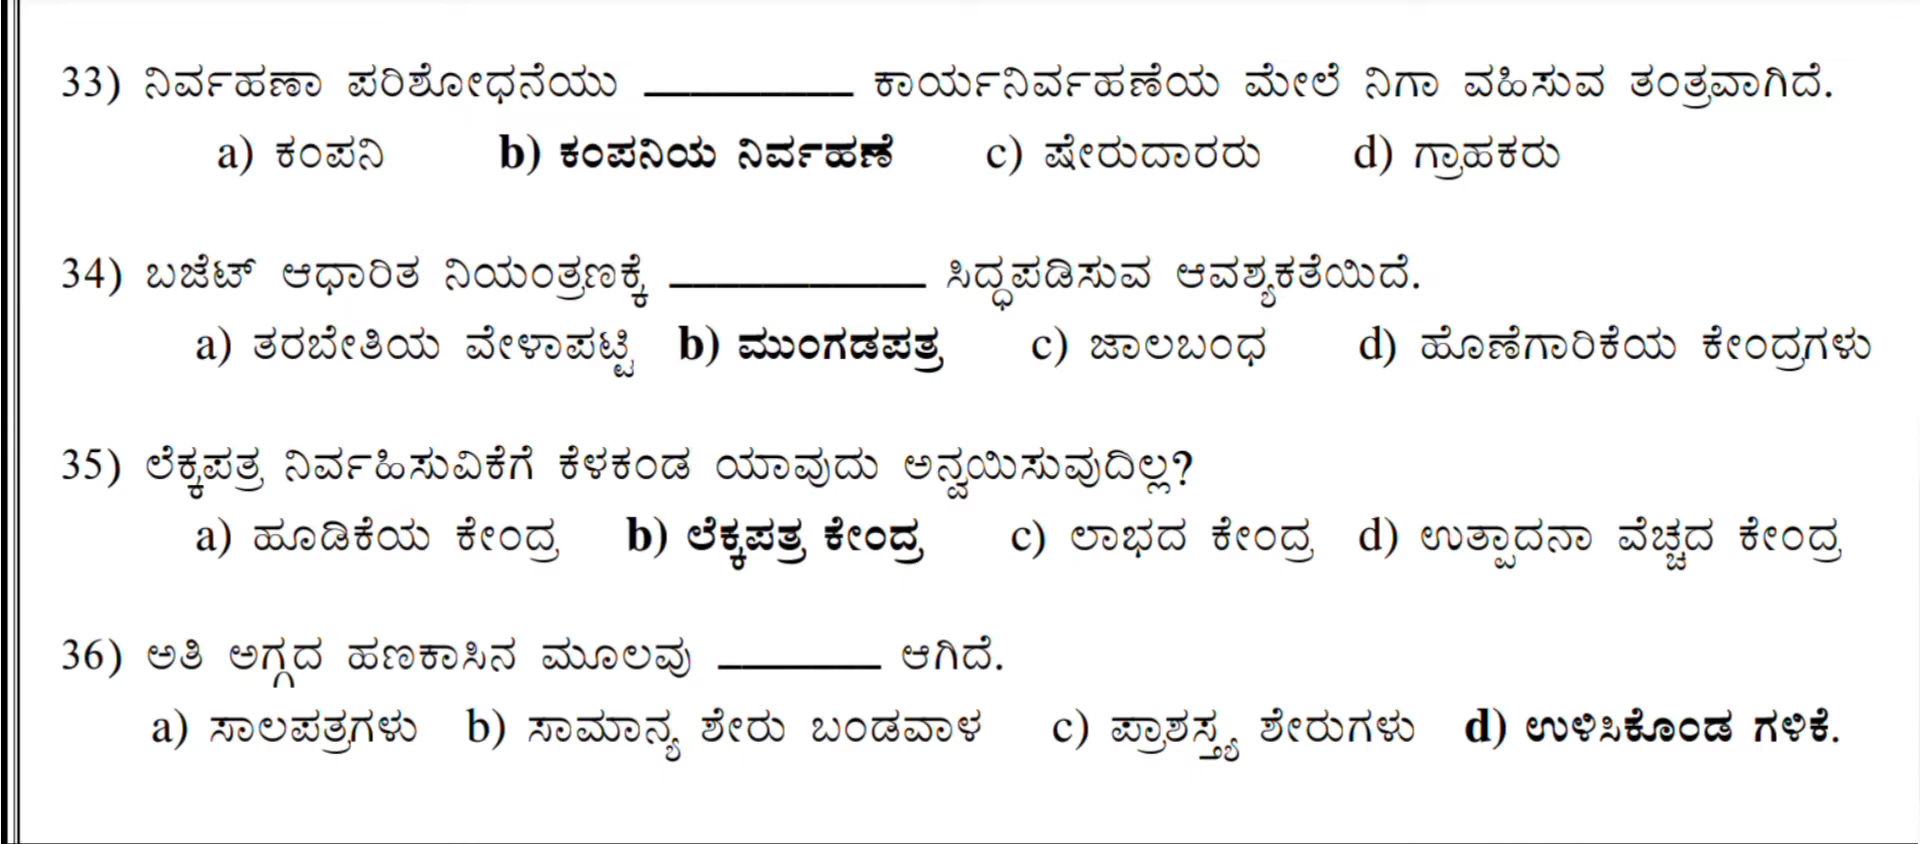 33) ನಿರ್ವಹಣಾ ಪರಿಶೋಧನೆಯು _________ ಕಾರ್ಯನಿರ್ವಹಣೆಯ ಮೇಲೆ ನಿಗಾ ವಹಿಸುವ ತಂತ್ರವಾಗಿದೆ.
a) ಕಂಪನಿ b) ಕಂಪನಿಯ ನಿರ್ವಹಣೆ c) ಷೇರುದಾರರು d) ಗ್ರಾಹಕರು
34) ಬಜೆಟ್ ಆಧಾರಿತ ನಿಯಂತ್ರಣಕ್ಕೆ ___________ ಸಿದ್ಧಪಡಿಸುವ ಆವಶ್ಯಕತೆಯಿದೆ.
a) ತರಬೇತಿಯ ವೇಳಾಪಟ್ಟಿ b) ಮುಂಗಡಪತ್ರ c) ಜಾಲಬಂಧ d) ಹೊಣೆಗಾರಿಕೆಯ ಕೇಂದ್ರಗಳು
35) ಲೆಕ್ಕಪತ್ರ ನಿರ್ವಹಿಸುವಿಕೆಗೆ ಕೆಳಕಂಡ ಯಾವುದು ಅನ್ವಯಿಸುವುದಿಲ್ಲ?
a) ಹೂಡಿಕೆಯ ಕೇಂದ್ರ b) ಲೆಕ್ಕಪತ್ರ ಕೇಂದ್ರ c) ಲಾಭದ ಕೇಂದ್ರ d) ಉತ್ಪಾದನಾ ವೆಚ್ಚದ ಕೇಂದ್ರ
36) ಅತಿ ಅಗ್ಗದ ಹಣಕಾಸಿನ ಮೂಲವು _______ ಆಗಿದೆ.
a) ಸಾಲಪತ್ರಗಳು b) ಸಾಮಾನ್ಯ ಶೇರು ಬಂಡವಾಳ c) ಪ್ರಾಶಸ್ತ್ಯ ಶೇರುಗಳು d) ಉಳಿಸಿಕೊಂಡ ಗಳಿಕೆ.